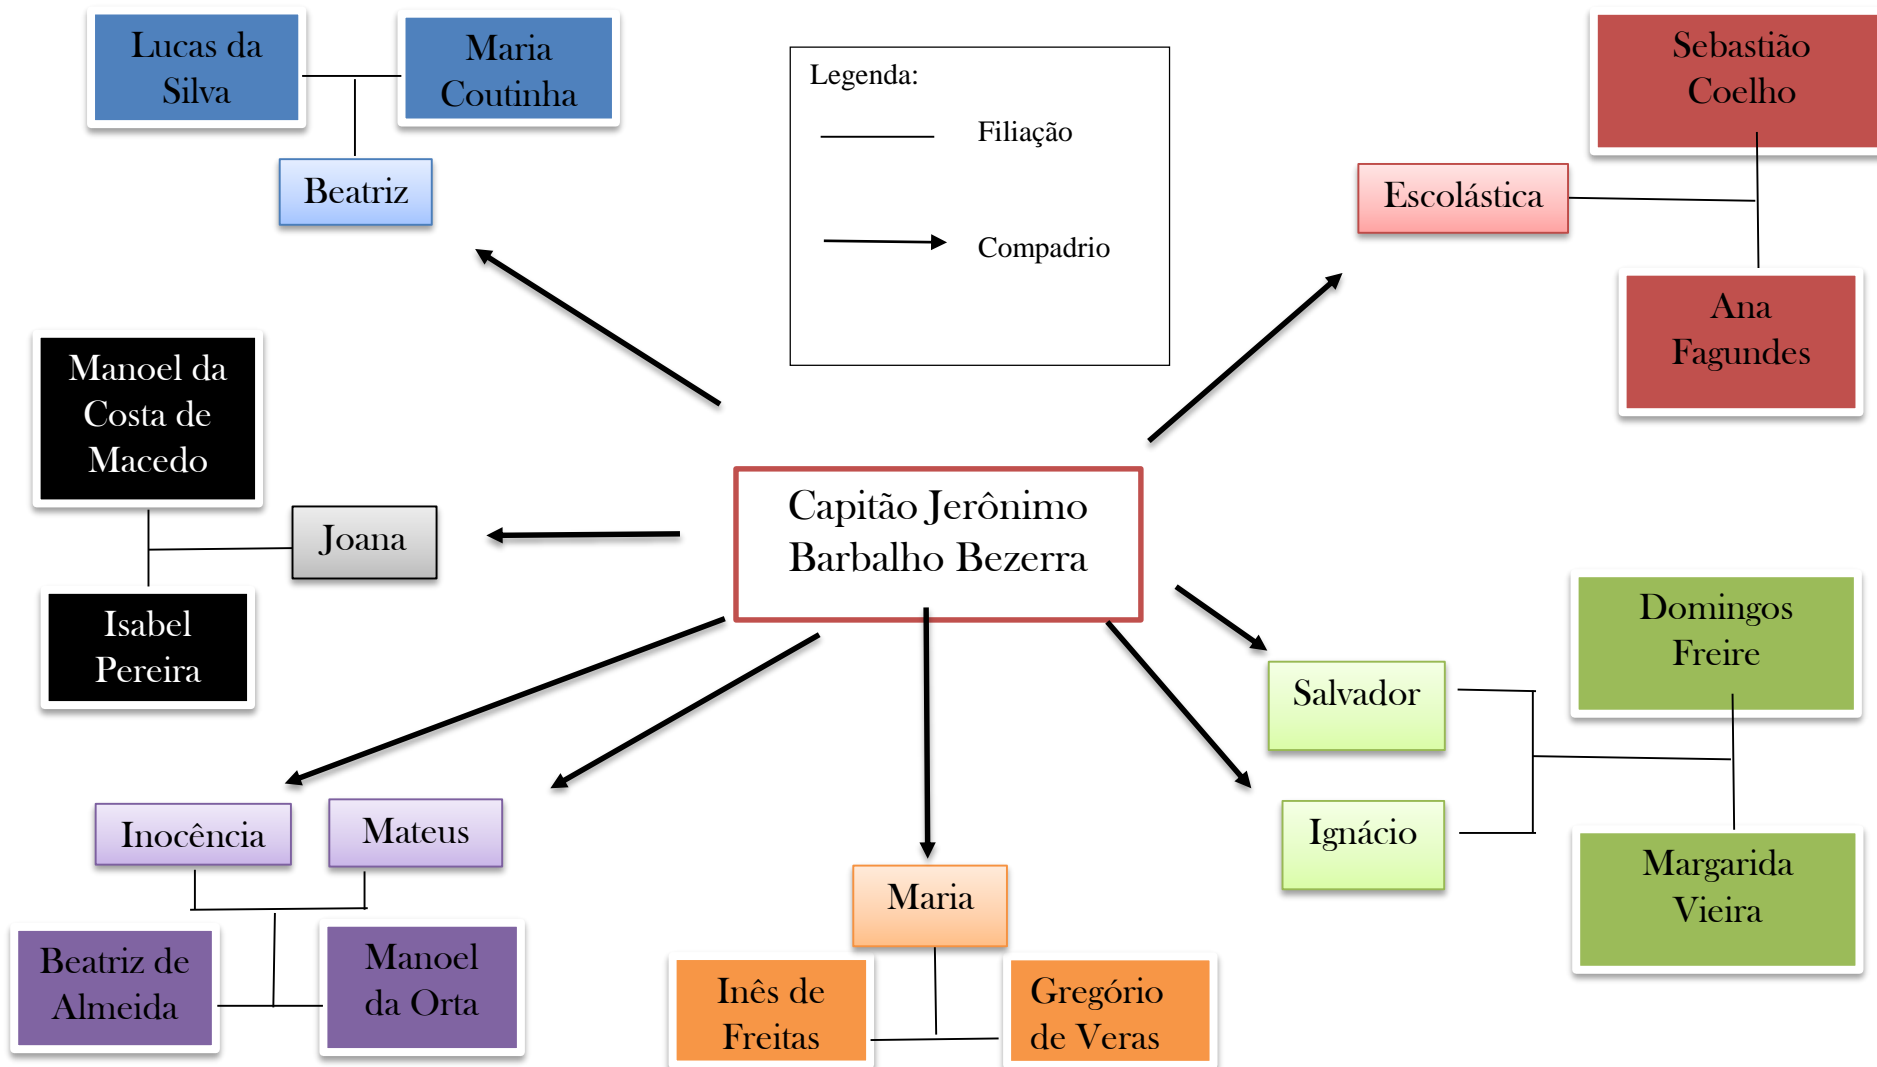 Lucas da
Silva
Maria
Coutinha
Beatriz
Legenda:
Filiação
Compadrio
Sebastião
Coelho
Escolástica
Ana
Fagundes
Manoel da
Costa de
Macedo
Joana
Isabel
Pereira
Capitão Jerônimo
Barbalho Bezerra
Domingos
Freire
Salvador
Ignácio
Margarida
Vieira
Inocência
Mateus
Beatriz de
Almeida
Manoel
da Orta
Maria
Inês de
Freitas
Gregório
de Veras